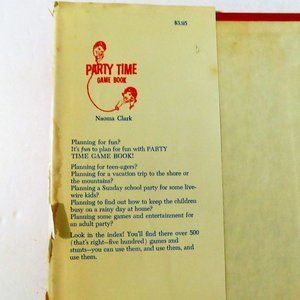 $3.95
PARTY TIME
GAME BOOK
Naoma Clark
Planning for fun?
It's fun to plan for fun with PARTY
TIME GAME BOOK!
Planning for teen-agers?
Planning for a vacation trip to the shore or
the mountains?
Planning a Sunday school party for some live-
wire kids?
Planning to find out how to keep the children
busy on a rainy day at home?
Planning some games and entertainment for
an adult party?
Look in the index! You'll find there over 500
(that's right—five hundred) games and
stunts—you can use them, and use them, and
use them.